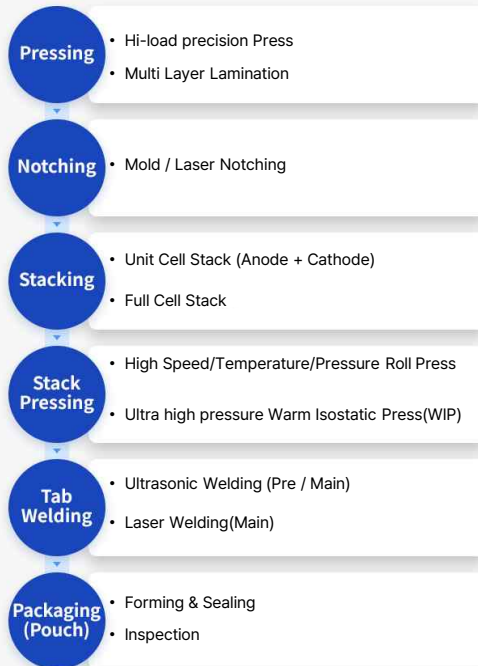 Pressing
• Hi-load precision Press
• Multi Layer Lamination
Notching
• Mold / Laser Notching
Stacking
• Unit Cell Stack (Anode + Cathode)
• Full Cell Stack
Stack
Pressing
• High Speed/Temperature/Pressure Roll Press
• Ultra high pressure Warm Isostatic Press(WIP)
Tab
Welding
• Ultrasonic Welding (Pre / Main)
• Laser Welding(Main)
Packaging
(Pouch)
• Forming & Sealing
• Inspection